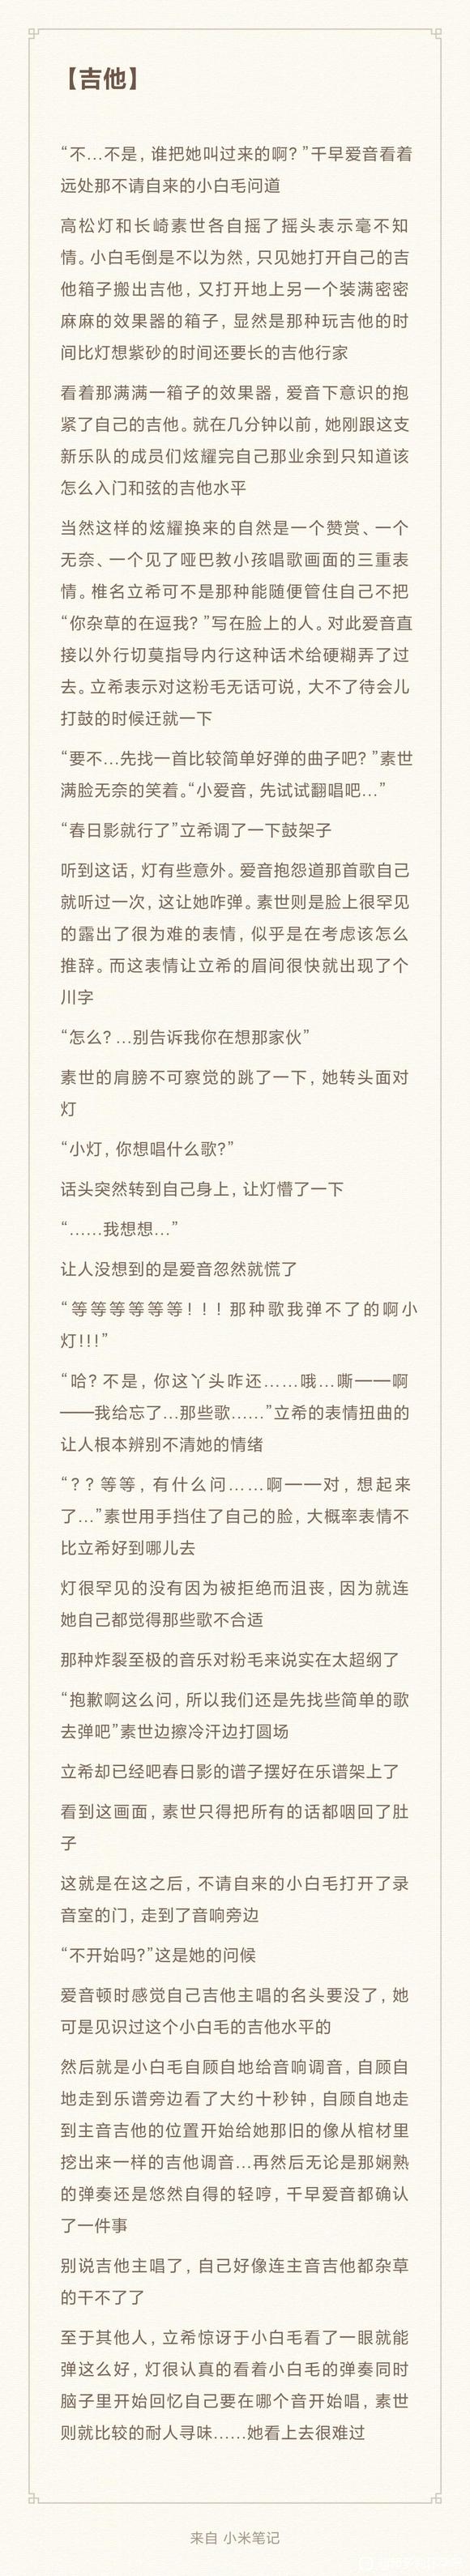 【吉他】
“不…不是，谁把她叫过来的啊？”千早爱音看着
远处那不请自来的小白毛问道
高松灯和长崎素世各自摇了摇头表示毫不知
情。小白毛倒是不以为然，只见她打开自己的吉
他箱子搬出吉他，又打开地上另一个装满密密
麻麻的效果器的箱子，显然是那种玩吉他的时
间比灯想紫砂的时间还要长的吉他行家
看着那满满一箱子的效果器，爱音下意识的抱
紧了自己的吉他。就在几分钟以前，她刚跟这支
新乐队的成员们炫耀完自己那业余到只知道该
怎么入门和弦的吉他水平
当然这样的炫耀换来的自然是一个赞赏、一个
无奈、一个见了哑巴教小孩唱歌画面的三重表
情。椎名立希可不是那种能随便管住自己不把
“你杂草的在逗我？”写在脸上的人。对此爱音直
接以外行切莫指导内行这种话术给硬糊弄了过
去。立希表示对这粉毛无话可说，大不了待会儿
打鼓的时候迁就一下
“要不…先找一首比较简单好弹的曲子吧？”素世
满脸无奈的笑着。“小爱音，先试试翻唱吧…”
“春日影就行了”立希调了一下鼓架子
听到这话，灯有些意外。爱音抱怨道那首歌自己
就听过一次，这让她咋弹。素世则是脸上很罕见
的露出了很为难的表情，似乎是在考虑该怎么
推辞。而这表情让立希的眉间很快就出现了个
川字
“怎么？…别告诉我你在想那家伙”
素世的肩膀不可察觉的跳了一下，她转头面对
灯
“小灯，你想唱什么歌？”
话头突然转到自己身上，让灯懵了一下
“……我想想…”
让人没想到的是爱音忽然就慌了
“等等等等等等！！！那种歌我弹不了的啊小
灯!!!”
“哈？不是，你这丫头咋还……哦…嘶——啊
——我给忘了…那些歌……”立希的表情扭曲的
让人根本辨别不清她的情绪
“？？等等，有什么问……啊——对，想起来
了…”素世用手挡住了自己的脸，大概率表情不
比立希好到哪儿去
灯很罕见的没有因为被拒绝而沮丧，因为就连
她自己都觉得那些歌不合适
那种炸裂至极的音乐对粉毛来说实在太超纲了
“抱歉啊这么问，所以我们还是先找些简单的歌
去弹吧”素世边擦冷汗边打圆场
立希却已经吧春日影的谱子摆好在乐谱架上了
看到这画面，素世只得把所有的话都咽回了肚
子
这就是在这之后，不请自来的小白毛打开了录
音室的门，走到了音响旁边
“不开始吗？”这是她的问候
爱音顿时感觉自己吉他主唱的名头要没了，她
可是见识过这个小白毛的吉他水平的
然后就是小白毛自顾自地给音响调音，自顾自
地走到乐谱旁边看了大约十秒钟，自顾自地走
到主音吉他的位置开始给她那旧的像从棺材里
挖出来一样的吉他调音…再然后无论是那娴熟
的弹奏还是悠然自得的轻哼，千早爱音都确认
了一件事
别说吉他主唱了，自己好像连主音吉他都杂草
的干不了了
至于其他人，立希惊讶于小白毛看了一眼就能
弹这么好，灯很认真的看着小白毛的弹奏同时
脑子里开始回忆自己要在哪个音开始唱，素世
则就比较的耐人寻味……她看上去很难过
来自 小米笔记